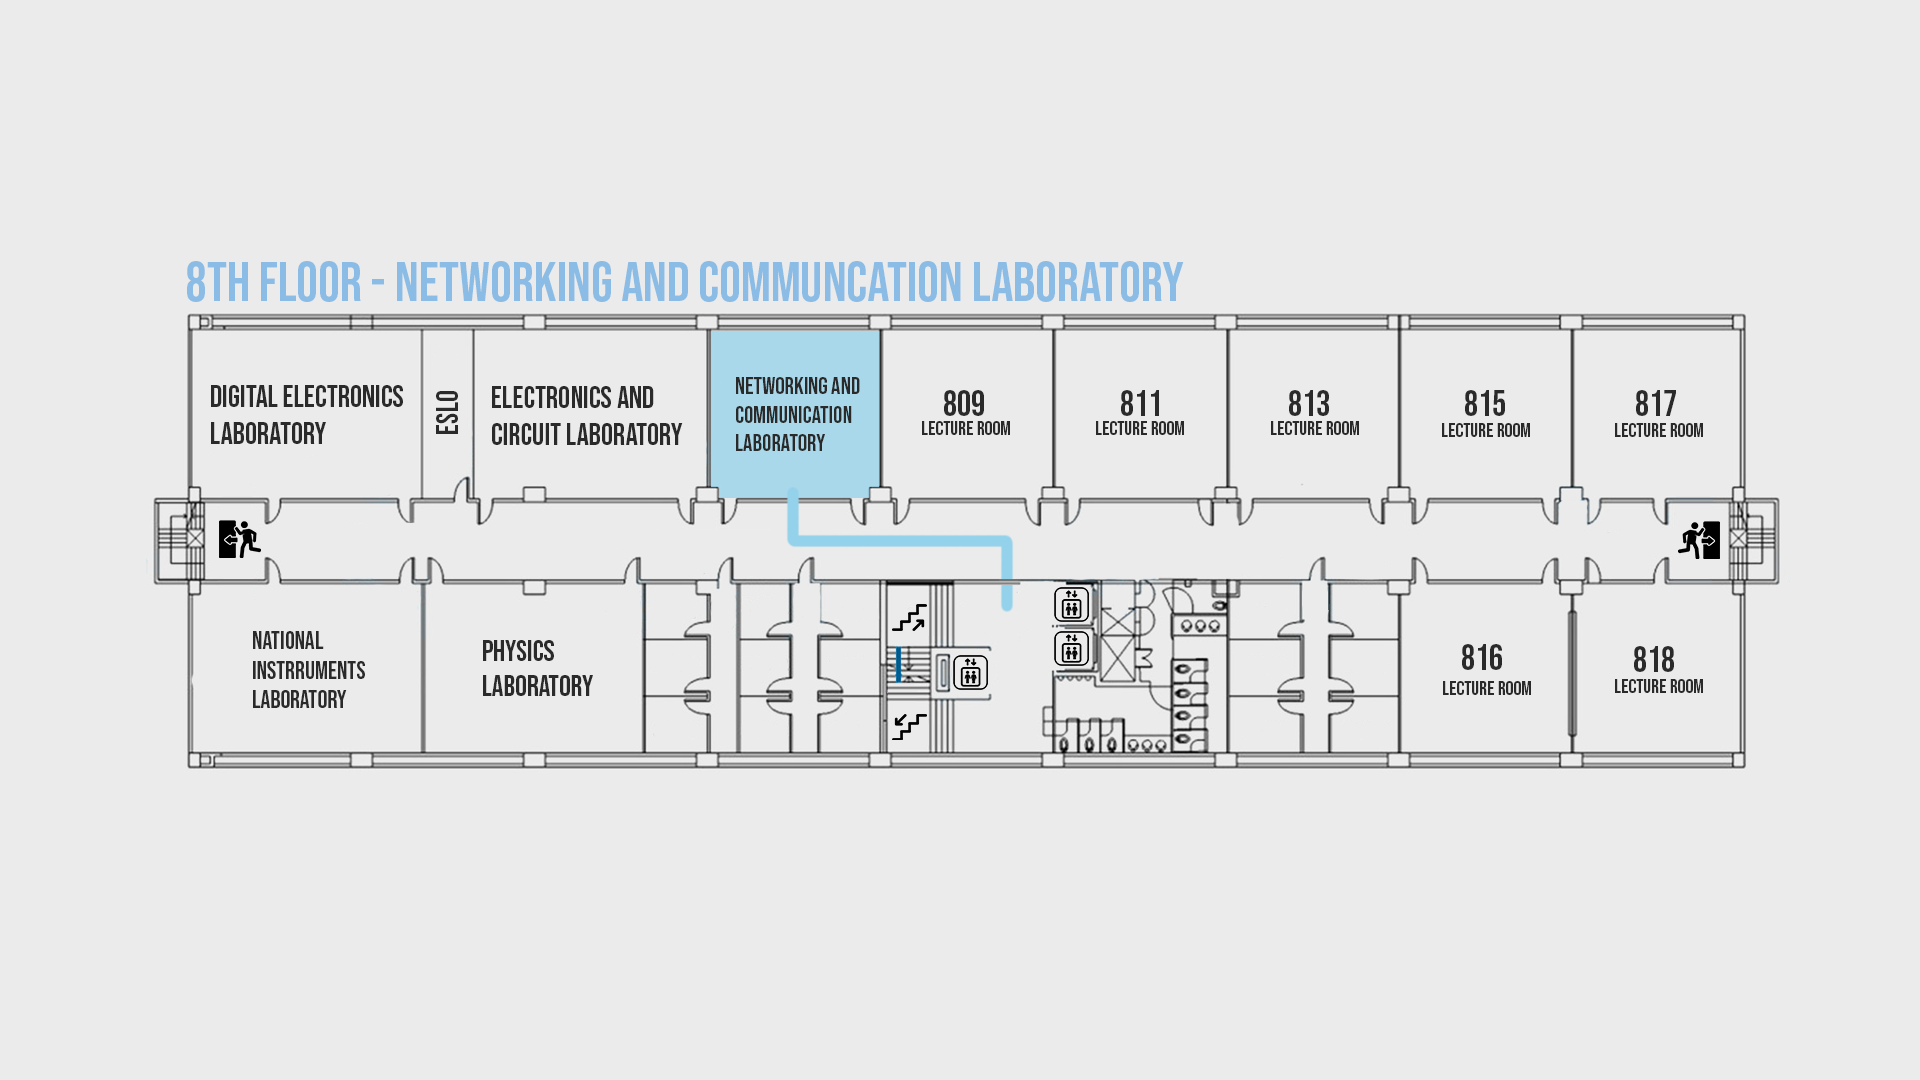 8TH FLOOR - NETWORKING AND COMMUNCATION LABORATORY
DIGITAL ELECTRONICS
LABORATORY
ESLO
ELECTRONICS AND
CIRCUIT LABORATORY
NETWORKING AND
COMMUNICATION
LABORATORY
809
LECTURE ROOM
811
LECTURE ROOM
813
LECTURE ROOM
815
LECTURE ROOM
817
LECTURE ROOM
NATIONAL
INSTRRUMENTS
LABORATORY
PHYSICS
LABORATORY
816
LECTURE ROOM
818
LECTURE ROOM